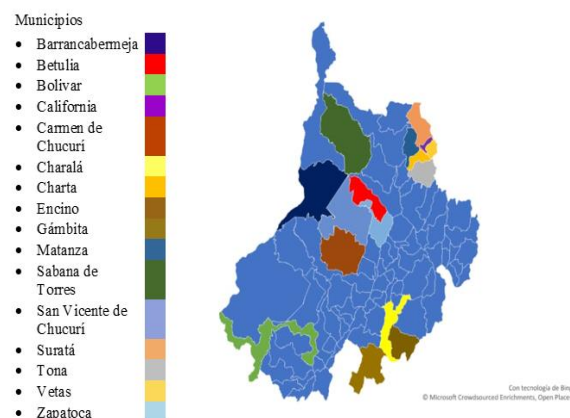 Municipios
• Barrancabermeja
• Betulia
• Bolivar
• California
• Carmen de
Chucurí
• Charalá
• Charta
• Encino
• Gámbita
• Matanza
• Sabana de
Torres
• San Vicente de
Chucurí
• Suratá
• Tona
• Vetas
• Zapatoca
Con tecnología de Bing
© Microsoft Crowdsourced Enrichments, Open Place